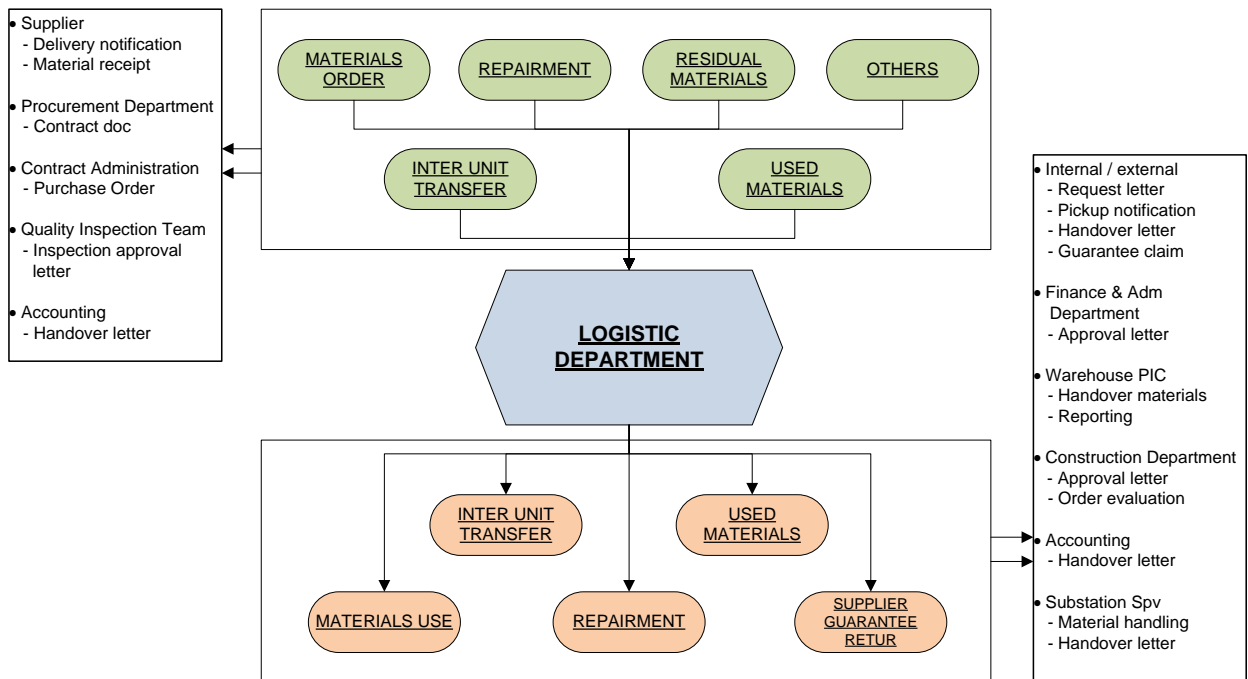 • Supplier
- Delivery notification
- Material receipt
• Procurement Department
- Contract doc
• Contract Administration
- Purchase Order
• Quality Inspection Team
- Inspection approval
letter
• Accounting
- Handover letter
MATERIALS
ORDER
REPAIRMENT
RESIDUAL
MATERIALS
OTHERS
INTER UNIT
TRANSFER
USED
MATERIALS
LOGISTIC
DEPARTMENT
INTER UNIT
TRANSFER
USED
MATERIALS
MATERIALS USE
REPAIRMENT
SUPPLIER
GUARANTEE
RETUR
• Internal / external
- Request letter
- Pickup notification
- Handover letter
- Guarantee claim
• Finance & Adm
Department
- Approval letter
• Warehouse PIC
- Handover materials
- Reporting
• Construction Department
- Approval letter
- Order evaluation
• Accounting
- Handover letter
• Substation Spv
- Material handling
- Handover letter